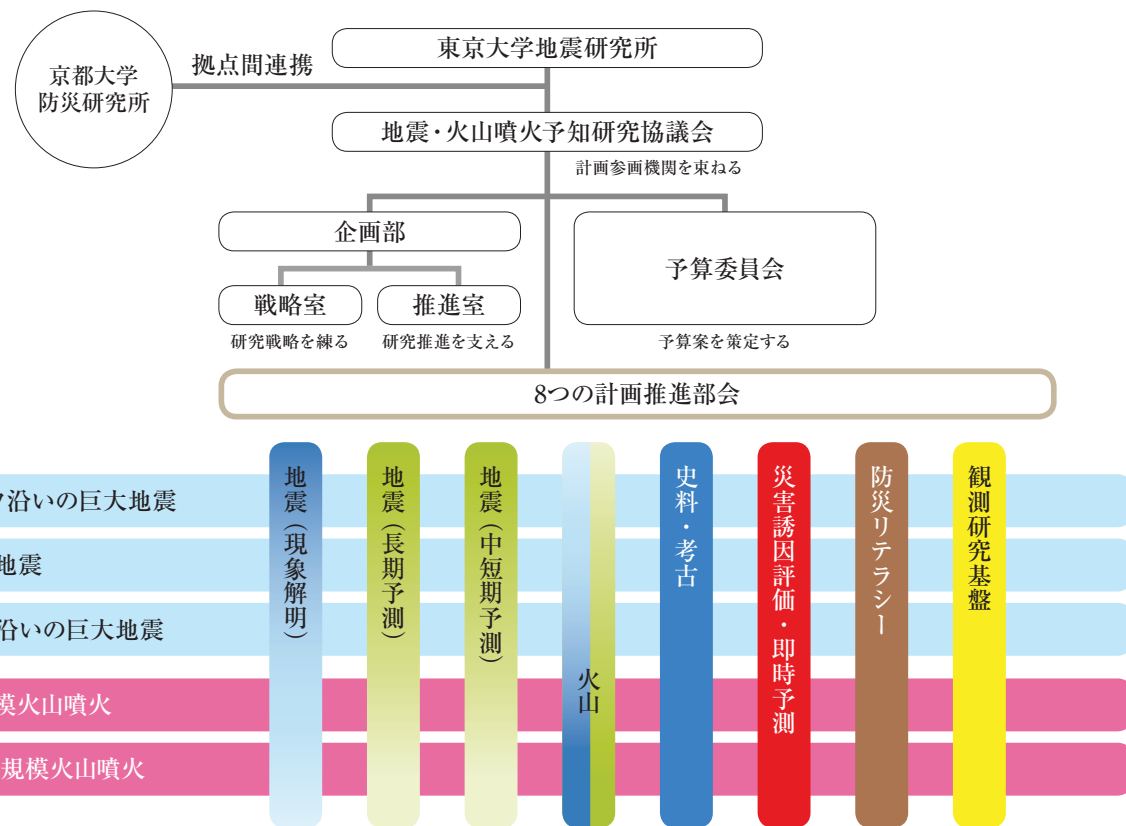 京都大学
防災研究所
拠点間連携
東京大学地震研究所
地震・火山噴火予知研究協議会
計画参画機関を束ねる
企画部
予算委員会
戦略室
推進室
研究戦略を練る
研究推進を支える
予算案を策定する
8つの計画推進部会
地震（現象解明）
地震（長期予測）
地震（中短期予測）
火山
史料・考古
災害誘因評価・即時予測
防災リテラシー
観測研究基盤
沿いの巨大地震
地震
沿いの巨大地震
模火山噴火
規模火山噴火